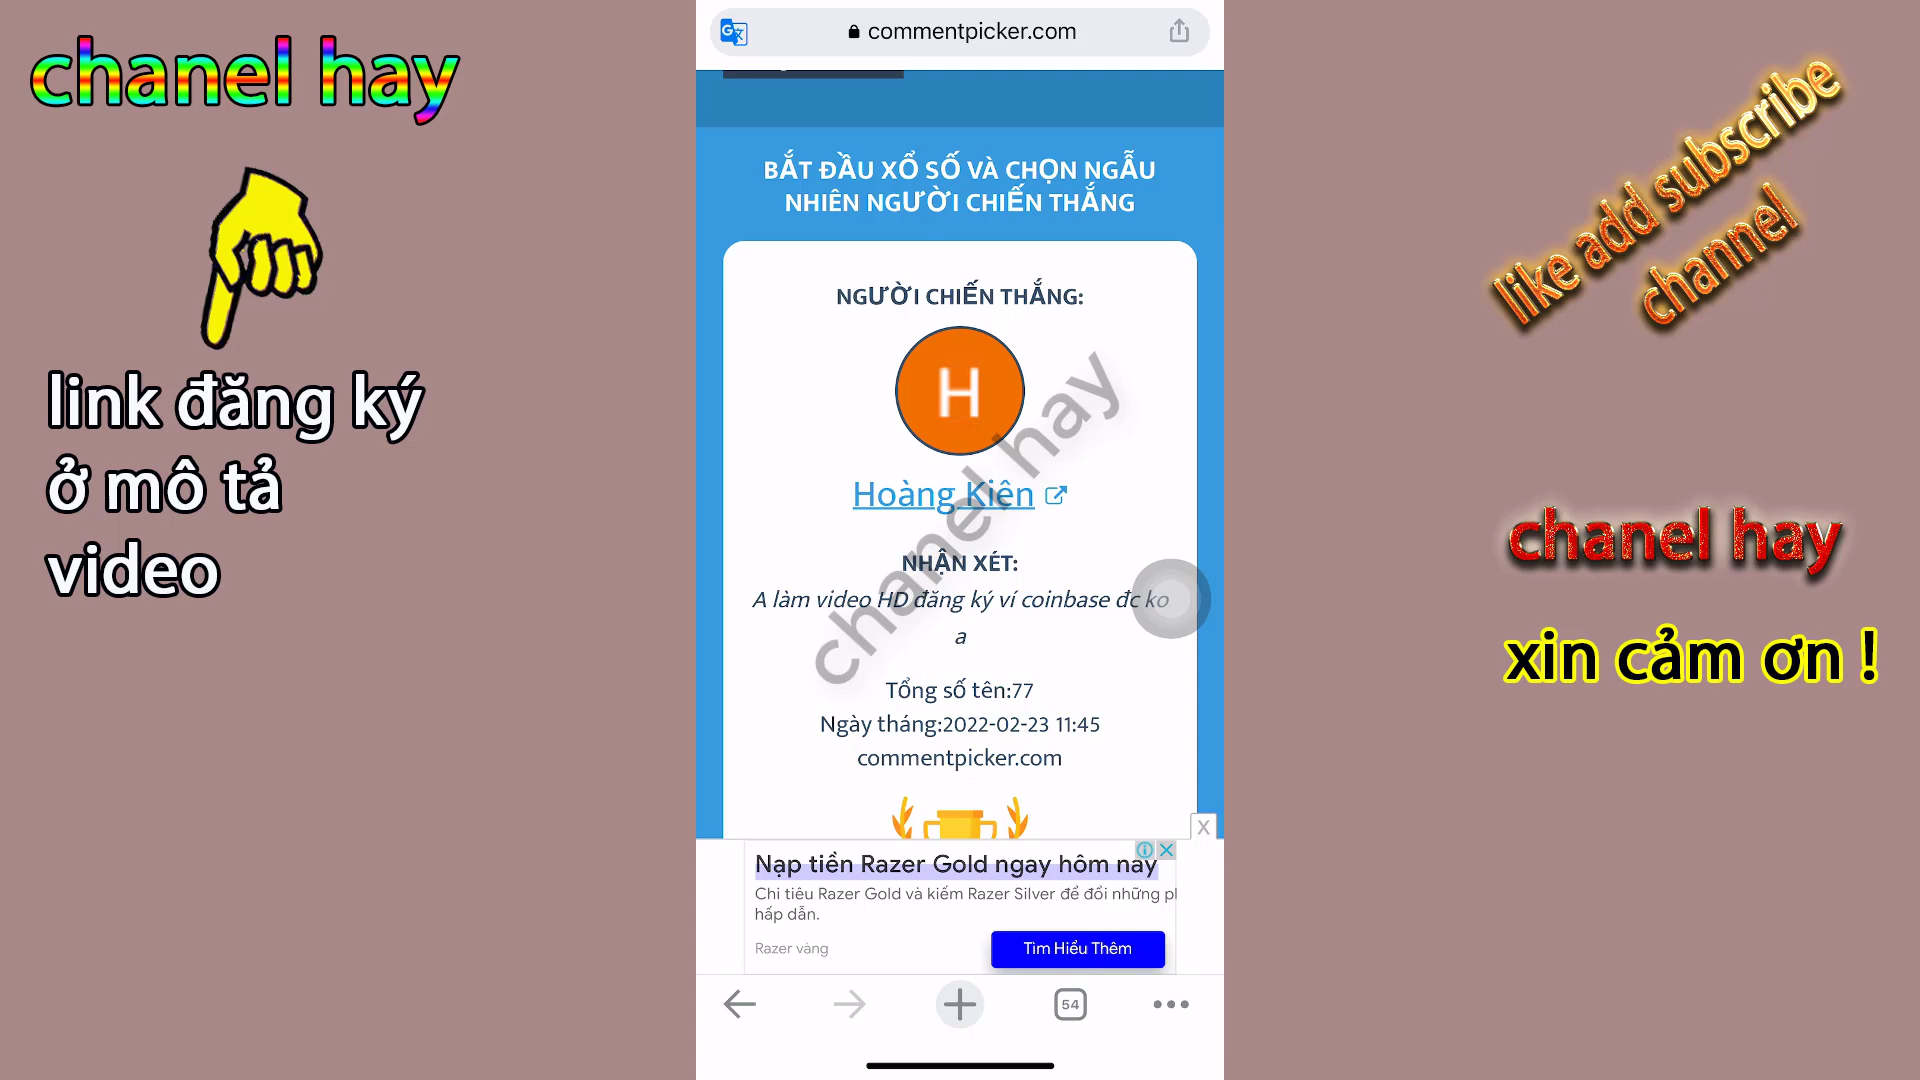 chanel hay
link đăng ký
ở mô tả
video
commentpicker.com
BẮT ĐẦU XỔ SỐ VÀ CHỌN NGẪU
NHIÊN NGƯỜI CHIẾN THẮNG
NGƯỜI CHIẾN THẮNG:
H
Hoàng Kiên
NHẬN XÉT:
A làm video HD đăng ký ví coinbase đc ko
a
Tổng số tên:77
Ngày tháng:2022-02-23 11:45
commentpicker.com
chanel hay
X
Nạp tiền Razer Gold ngay hôm nay
Chi tiêu Razer Gold và kiếm Razer Silver để đổi những
hấp dẫn.
Razer vàng
Tìm Hiểu Thêm
54
like add subscribe
channel
chanel hay
xin cảm ơn !